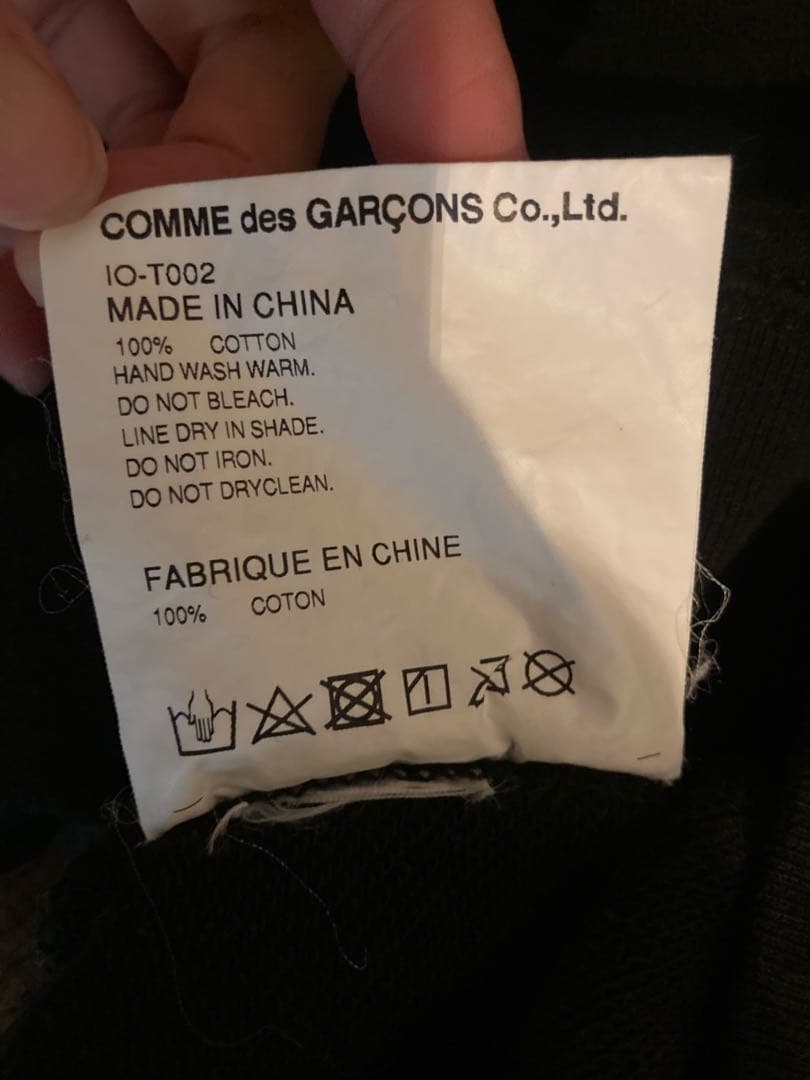 COMME des GARÇONS Co.,Ltd.
IO-T002
MADE IN CHINA
100% COTTON
HAND WASH WARM.
DO NOT BLEACH.
LINE DRY IN SHADE.
DO NOT IRON.
DO NOT DRYCLEAN.
FABRIQUE EN CHINE
100% COTON